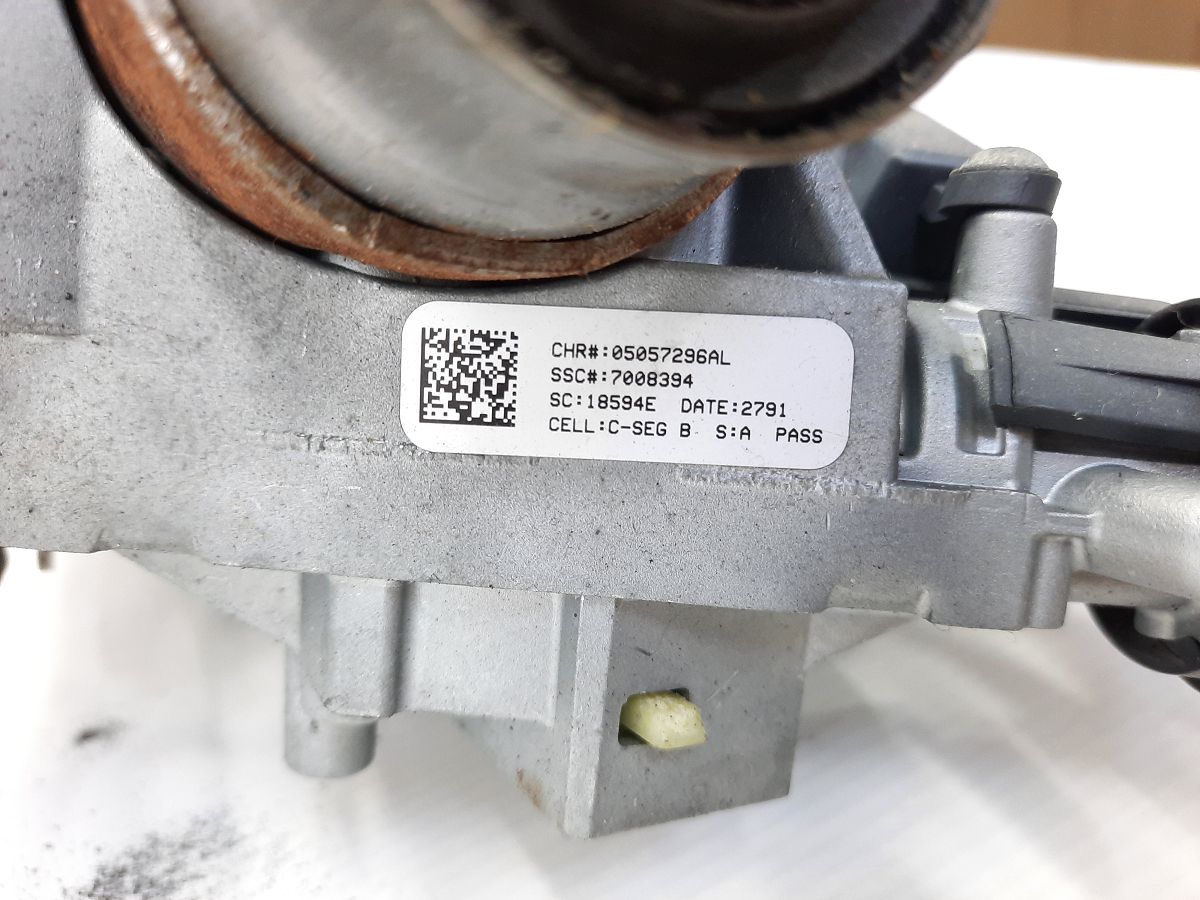 CHR#:05057296AL
SSC#:7008394
SC:18594E DATE:2791
CELL:C-SEG B S:A PASS